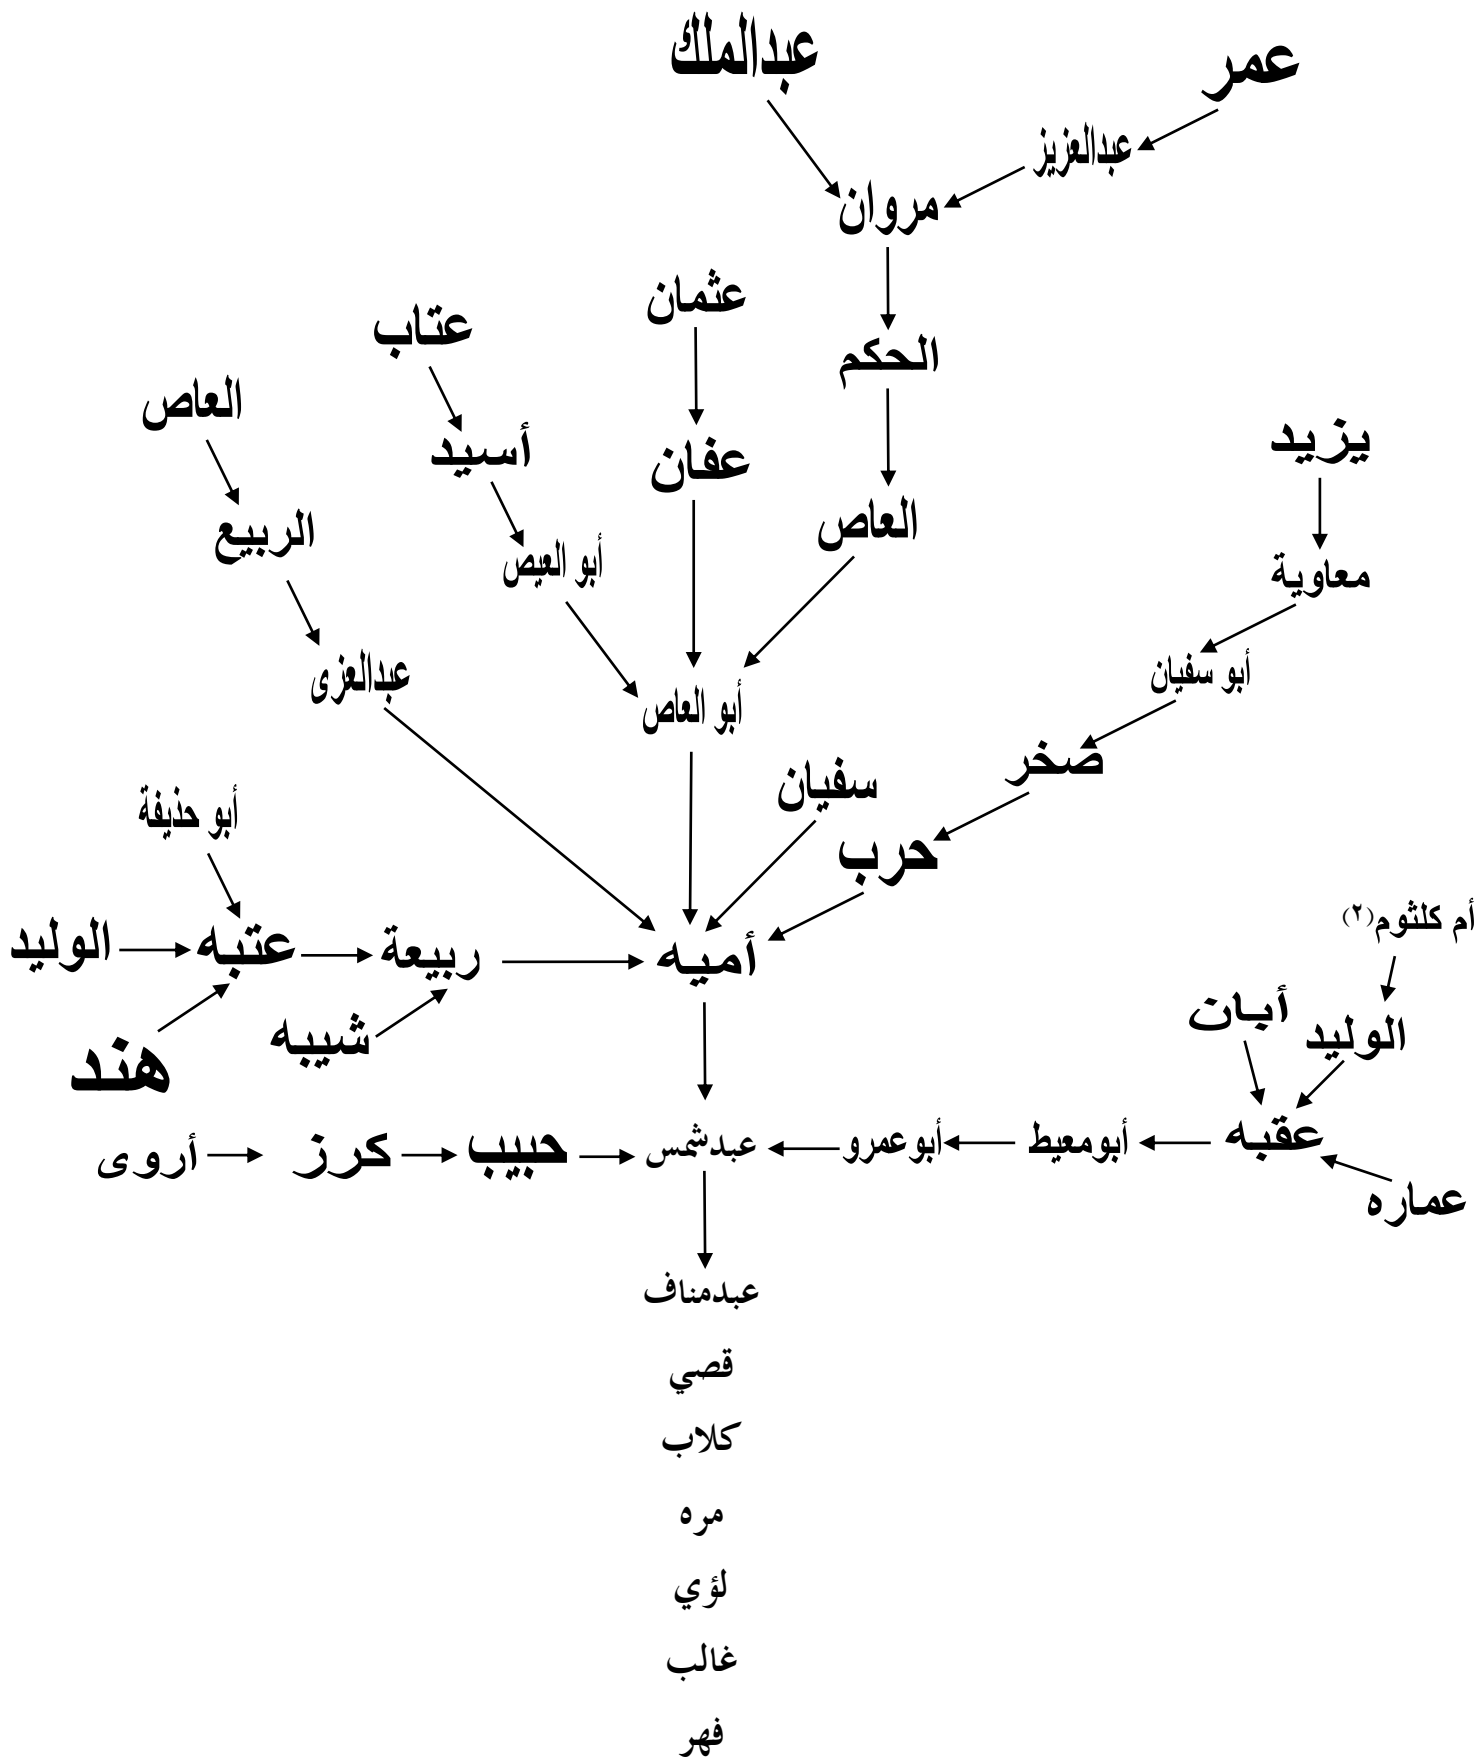 عبدالملك
عمر
عبدالعزيز
مروان
عثمان
عتاب
الحكم
العاص
أسيد
عفان
يزيد
العاص
الربيع
أبو العيص
معاوية
عبدالعزى
أبو العاص
أبو سفيان
صخر
سفيان
أبو حذيفة
حرب
أم كلثوم(٢)
الوليد
عتبه
ربيعة
أميه
أبات
الوليد
شيبه
هند
أروى
كرز
حبيب
عبدشمس
أبوعمرو
أبومعيط
عقبه
عماره
عبدمناف
قصي
كلاب
مره
لؤي
غالب
فهر